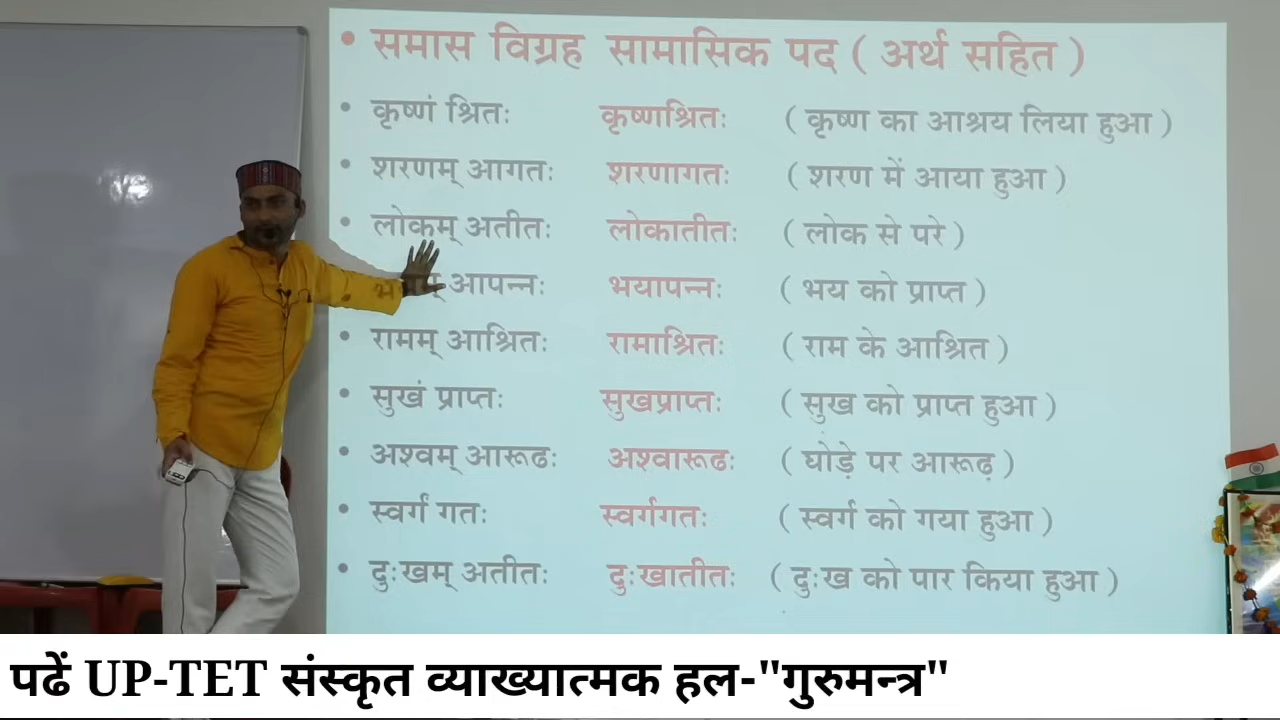 • समास विग्रह सामासिक पद ( अर्थ सहित )
• कृष्णं श्रितः कृष्णश्रितः ( कृष्ण का आश्रय लिया हुआ )
• शरणम् आगतः शरणागतः ( शरण में आया हुआ )
• लोकम् अतीतः लोकातीतः ( लोक से परे )
आपन्नः भयापन्नः ( भय को प्राप्त )
• रामम् आश्रितः रामाश्रितः ( राम के आश्रित )
• सुखं प्राप्तः सुखप्राप्तः ( सुख को प्राप्त हुआ )
• अश्वम् आरूढः अश्वारूढः ( घोड़े पर आरूढ़ )
• स्वर्गं गतः स्वर्गगतः ( स्वर्ग को गया हुआ )
• दुःखम् अतीतः दुःखातीतः ( दुःख को पार किया हुआ )
पढें UP-TET संस्कृत व्याख्यात्मक हल-"गुरुमन्त्र"